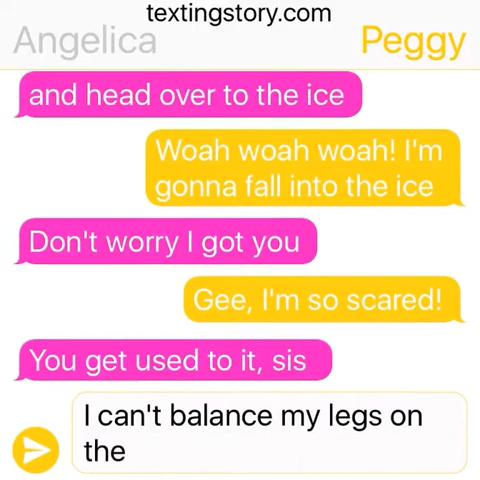 textingstory.com
Angelica Peggy
and head over to the ice
Woah woah woah! I'm
gonna fall into the ice
Don't worry I got you
Gee, I'm so scared!
You get used to it, sis
I can't balance my legs on
the